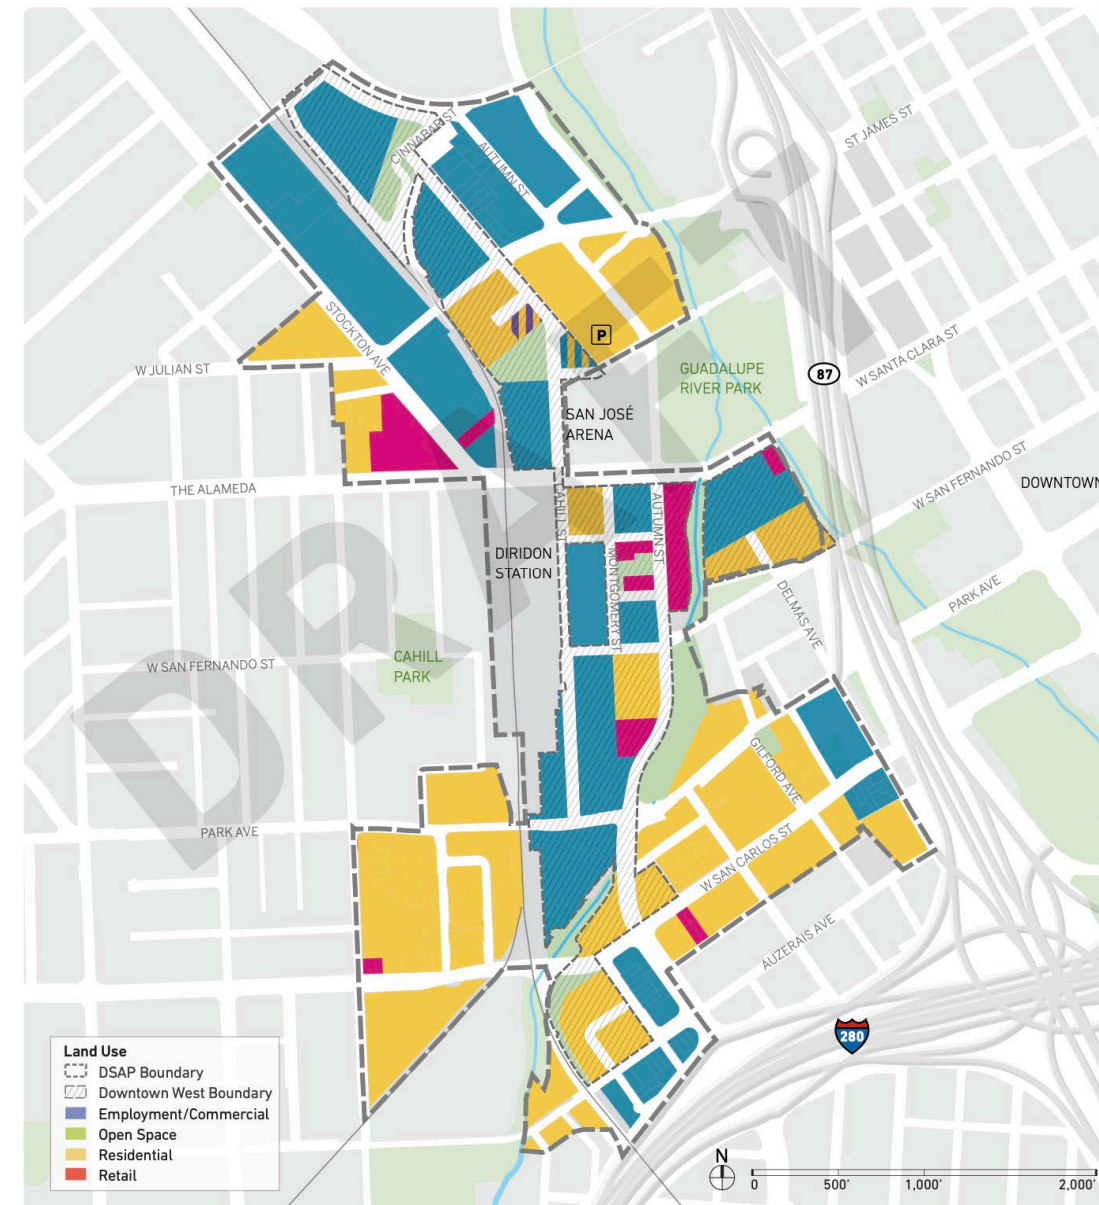 CINNABAR ST
AUTUMN ST
ST JAMES ST
STOCKTON AVE
W JULIAN ST
P
GUADALUPE
RIVER PARK
87
W SANTA CLARA ST
SAN JOSÉ
ARENA
THE ALAMEDA
CAHILL ST
AUTUMN ST
W SAN FERNANDO ST
DOWNTOWN
DIRIDON
STATION
MONTGOMERY ST
DELMAS AVE
PARK AVE
W SAN FERNANDO ST
CAHILL
PARK
GILFORD AVE
PARK AVE
W SAN CARLOS ST
AUZERAIS AVE
280
DRAFT
Land Use
DSAP Boundary
Downtown West Boundary
Employment/Commercial
Open Space
Residential
Retail
N
0 500' 1,000' 2,000'